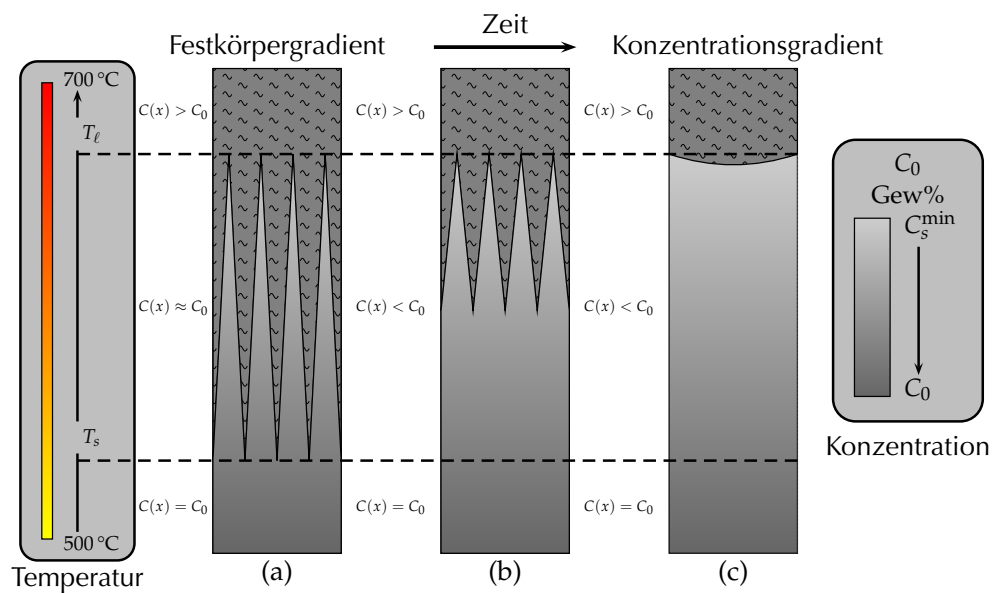 Zeit
Festkörpergradient
Konzentrationsgradient
700 °C
T_ℓ
T_s
500 °C
Temperatur
C(x) > C_0
C(x) ≈ C_0
C(x) = C_0
(a)
C(x) > C_0
C(x) < C_0
C(x) = C_0
(b)
C(x) > C_0
C(x) < C_0
C(x) = C_0
(c)
C_0
Gew%
C_s^min
C_0
Konzentration